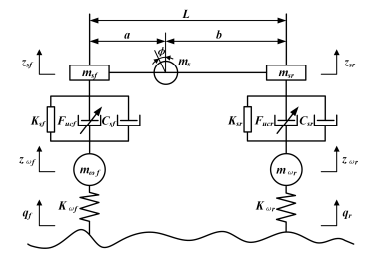 L
a b
ϕ
m_s
z_sf m_sf m_sr z_sr
K_sf F_ucf C_sf K_sr F_ucr C_sr
z_ωf m_ωf m_ωr z_ωr
K_ωf K_ωr
q_f q_r